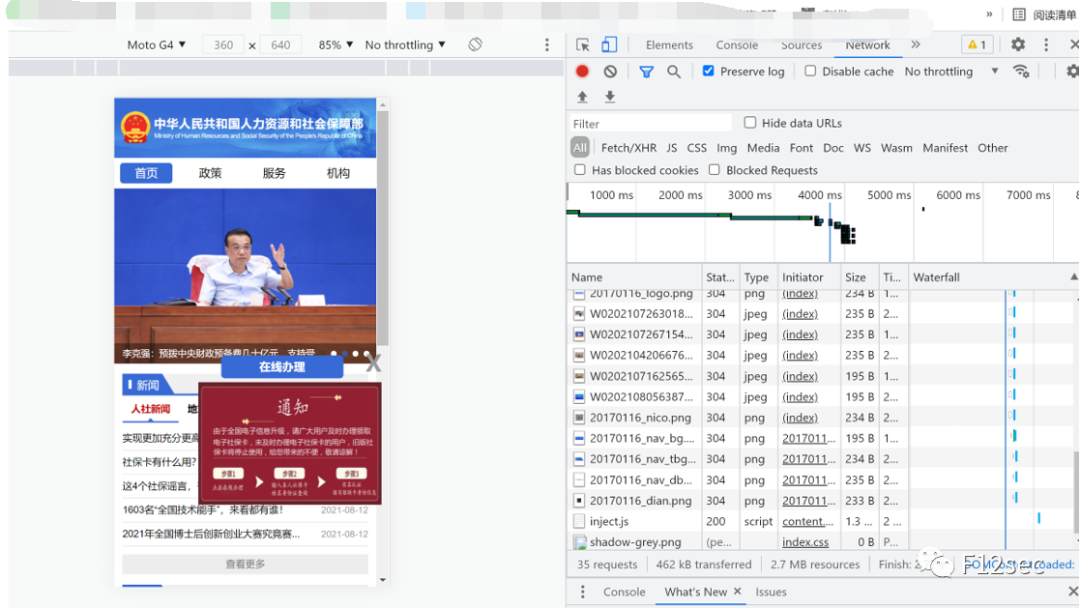 » 阅读清单
Moto G4 ▼ 360 × 640 85% ▼ No throttling ▼
Elements Console Sources Network » 1
Preserve log Disable cache No throttling ▼
Filter Hide data URLs
All Fetch/XHR JS CSS Img Media Font Doc WS Wasm Manifest Other
Has blocked cookies Blocked Requests
1000 ms 2000 ms 3000 ms 4000 ms 5000 ms 6000 ms 7000 ms 8
Name Stat... Type Initiator Size Ti... Waterfall
20170116_logo.png 304 png (index) 234 B 1...
W0202107263018... 304 jpeg (index) 235 B 2...
W0202107267154... 304 jpeg (index) 235 B 2...
W0202104206676... 304 jpeg (index) 235 B 2...
W0202107162565... 304 jpeg (index) 195 B 1...
W0202108056387... 304 jpeg (index) 195 B 2...
20170116_nico.png 304 png (index) 234 B 2...
20170116_nav_bg.... 304 png 2017011... 195 B 1...
20170116_nav_tbg... 304 png 2017011... 234 B 2...
20170116_nav_db... 304 png 2017011... 235 B 2...
20170116_dian.png 304 png 2017011... 233 B 2...
inject.js 200 script content.... 1.3 ... 2 ...
shadow-grey.png (pe... index.css 0 B P...
35 requests 462 kB transferred 2.7 MB resources Finish:
Console What's New × Issues
中华人民共和国人力资源和社会保障部
Ministry of Human Resources and Social Security of the People's Republic of China
首页 政策 服务 机构
李克强：预拨中央财政预备费几十亿元 支持受
在线办理
X
新闻
人社新闻 地
实现更加充分更高
社保卡有什么用?
这4个社保谣言，
1603名“全国技术能手”，来看都有谁! 2021-08-12
2021年全国博士后创新创业大赛究竟赛... 2021-08-12
查看更多
通知
由于全国电子信息升级，请广大用户及时办理领取
电子社保卡，未及时办理电子社保卡的用户，旧版社
保卡将停止使用，给您带来的不便，敬请谅解！
步骤1 步骤2 步骤3
点击在线办理
F12sec